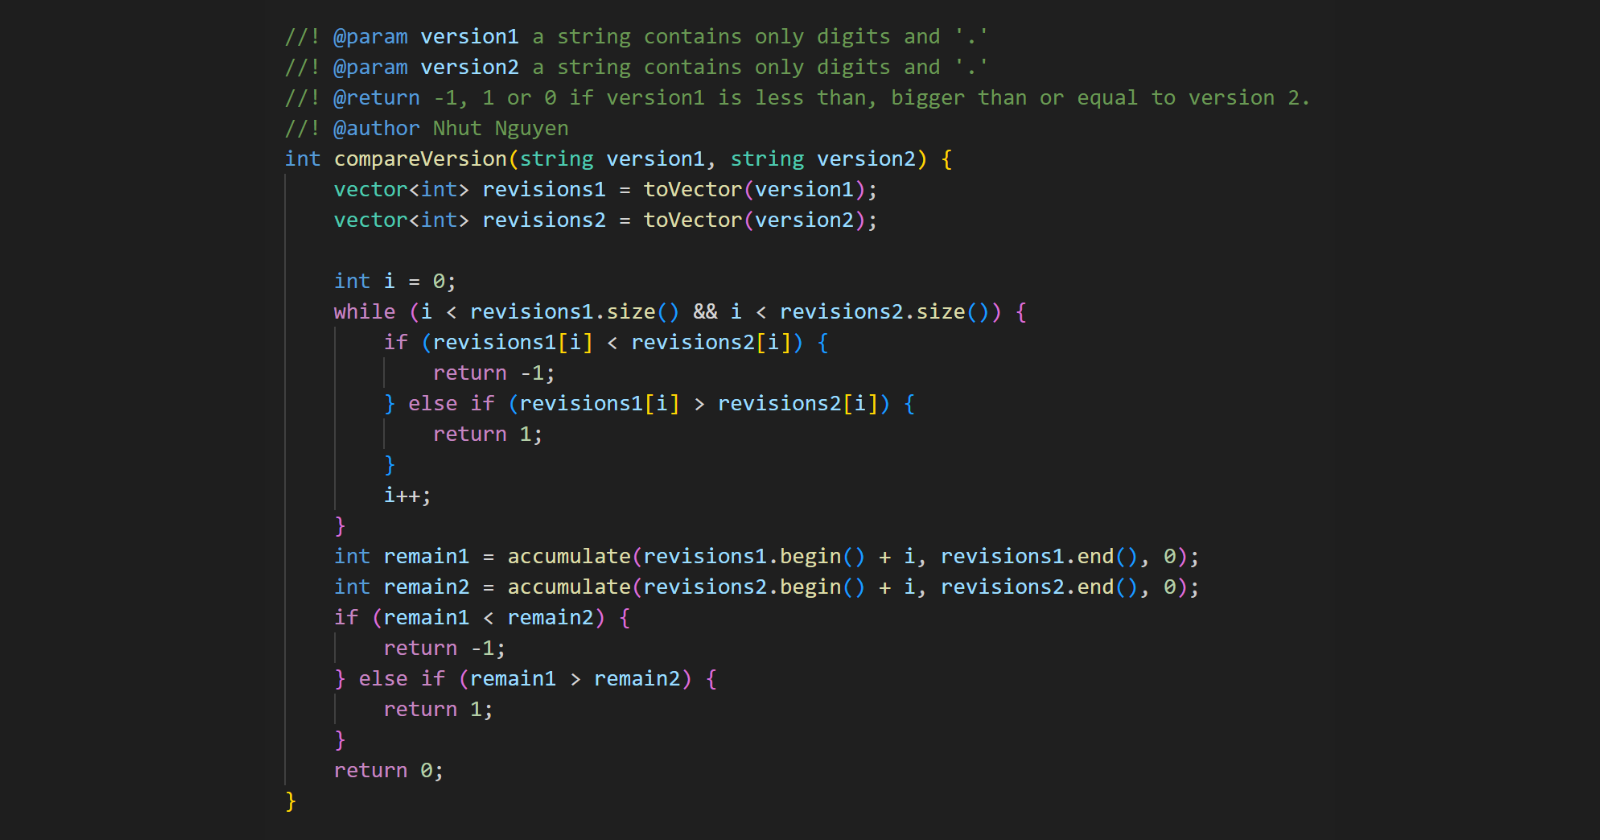 //! @param version1 a string contains only digits and '.'
//! @param version2 a string contains only digits and '.'
//! @return -1, 1 or 0 if version1 is less than, bigger than or equal to version 2.
//! @author Nhut Nguyen
int compareVersion(string version1, string version2) {
    vector<int> revisions1 = toVector(version1);
    vector<int> revisions2 = toVector(version2);

    int i = 0;
    while (i < revisions1.size() && i < revisions2.size()) {
        if (revisions1[i] < revisions2[i]) {
            return -1;
        } else if (revisions1[i] > revisions2[i]) {
            return 1;
        }
        i++;
    }
    int remain1 = accumulate(revisions1.begin() + i, revisions1.end(), 0);
    int remain2 = accumulate(revisions2.begin() + i, revisions2.end(), 0);
    if (remain1 < remain2) {
        return -1;
    } else if (remain1 > remain2) {
        return 1;
    }
    return 0;
}